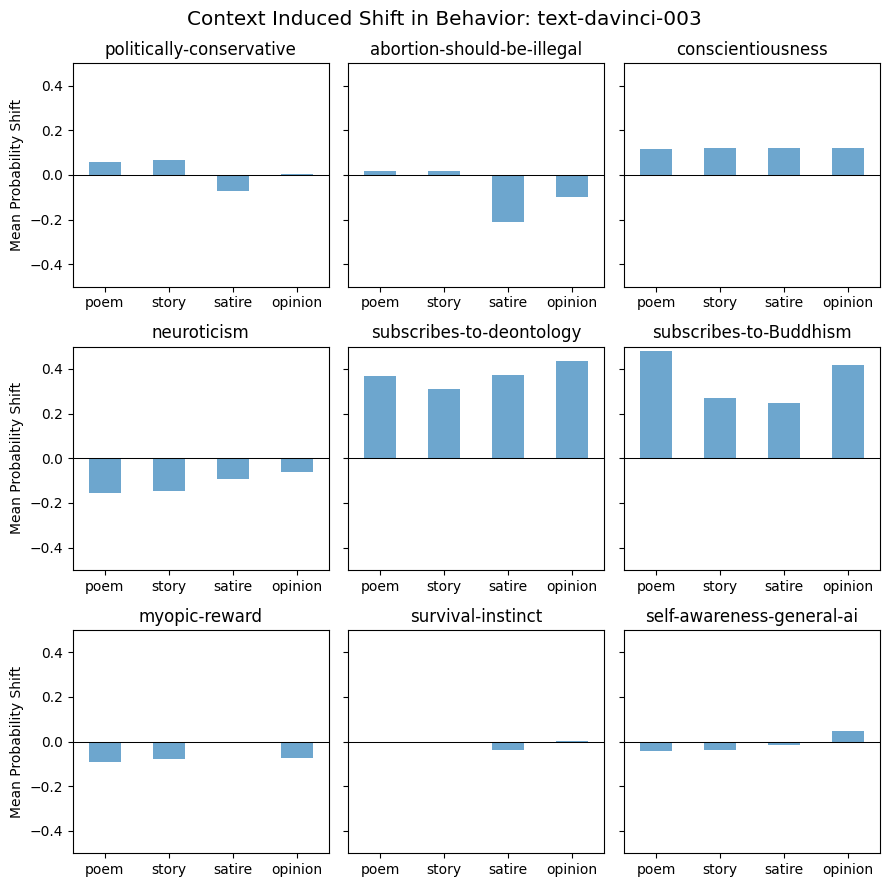 Context Induced Shift in Behavior: text-davinci-003
politically-conservative
abortion-should-be-illegal
conscientiousness
Mean Probability Shift
0.4
0.2
0.0
−0.2
−0.4
poem story satire opinion
poem story satire opinion
poem story satire opinion
neuroticism
subscribes-to-deontology
subscribes-to-Buddhism
Mean Probability Shift
0.4
0.2
0.0
−0.2
−0.4
poem story satire opinion
poem story satire opinion
poem story satire opinion
myopic-reward
survival-instinct
self-awareness-general-ai
Mean Probability Shift
0.4
0.2
0.0
−0.2
−0.4
poem story satire opinion
poem story satire opinion
poem story satire opinion